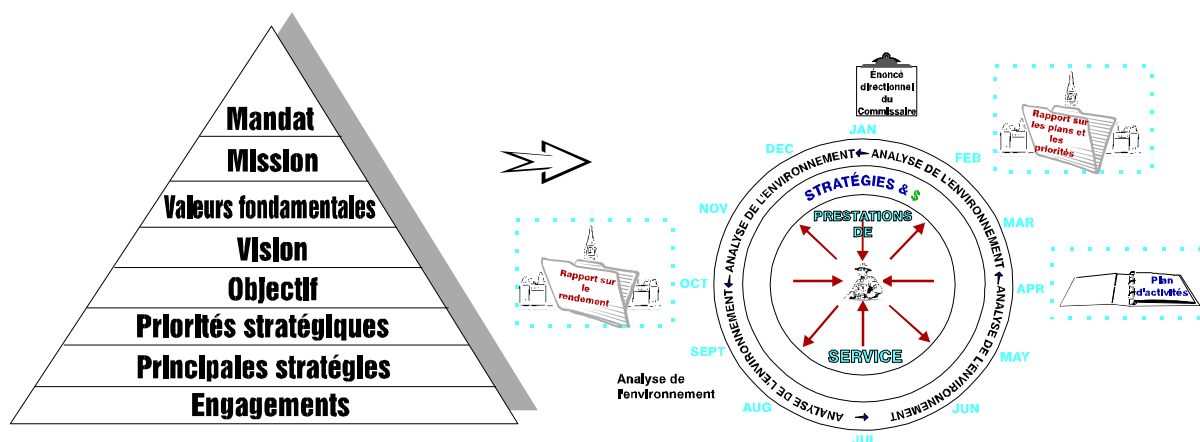 Mandat
Mission
Valeurs fondamentales
Vision
Objectif
Priorités stratégiques
Principales stratégies
Engagements
Énoncé
directionnel
du
Commissaire
Rapport sur
les plans et
les
priorités
Rapport sur
le
rendement
Plan
d'activités
Analyse de
l'environnement
JAN
FEB
MAR
APR
MAY
JUN
JUL
AUG
SEPT
OCT
NOV
DEC
ANALYSE DE L'ENVIRONNEMENT
ANALYSE DE L'ENVIRONNEMENT
ANALYSE DE L'ENVIRONNEMENT
ANALYSE DE L'ENVIRONNEMENT
STRATÉGIES & $
PRESTATIONS
DE
SERVICE